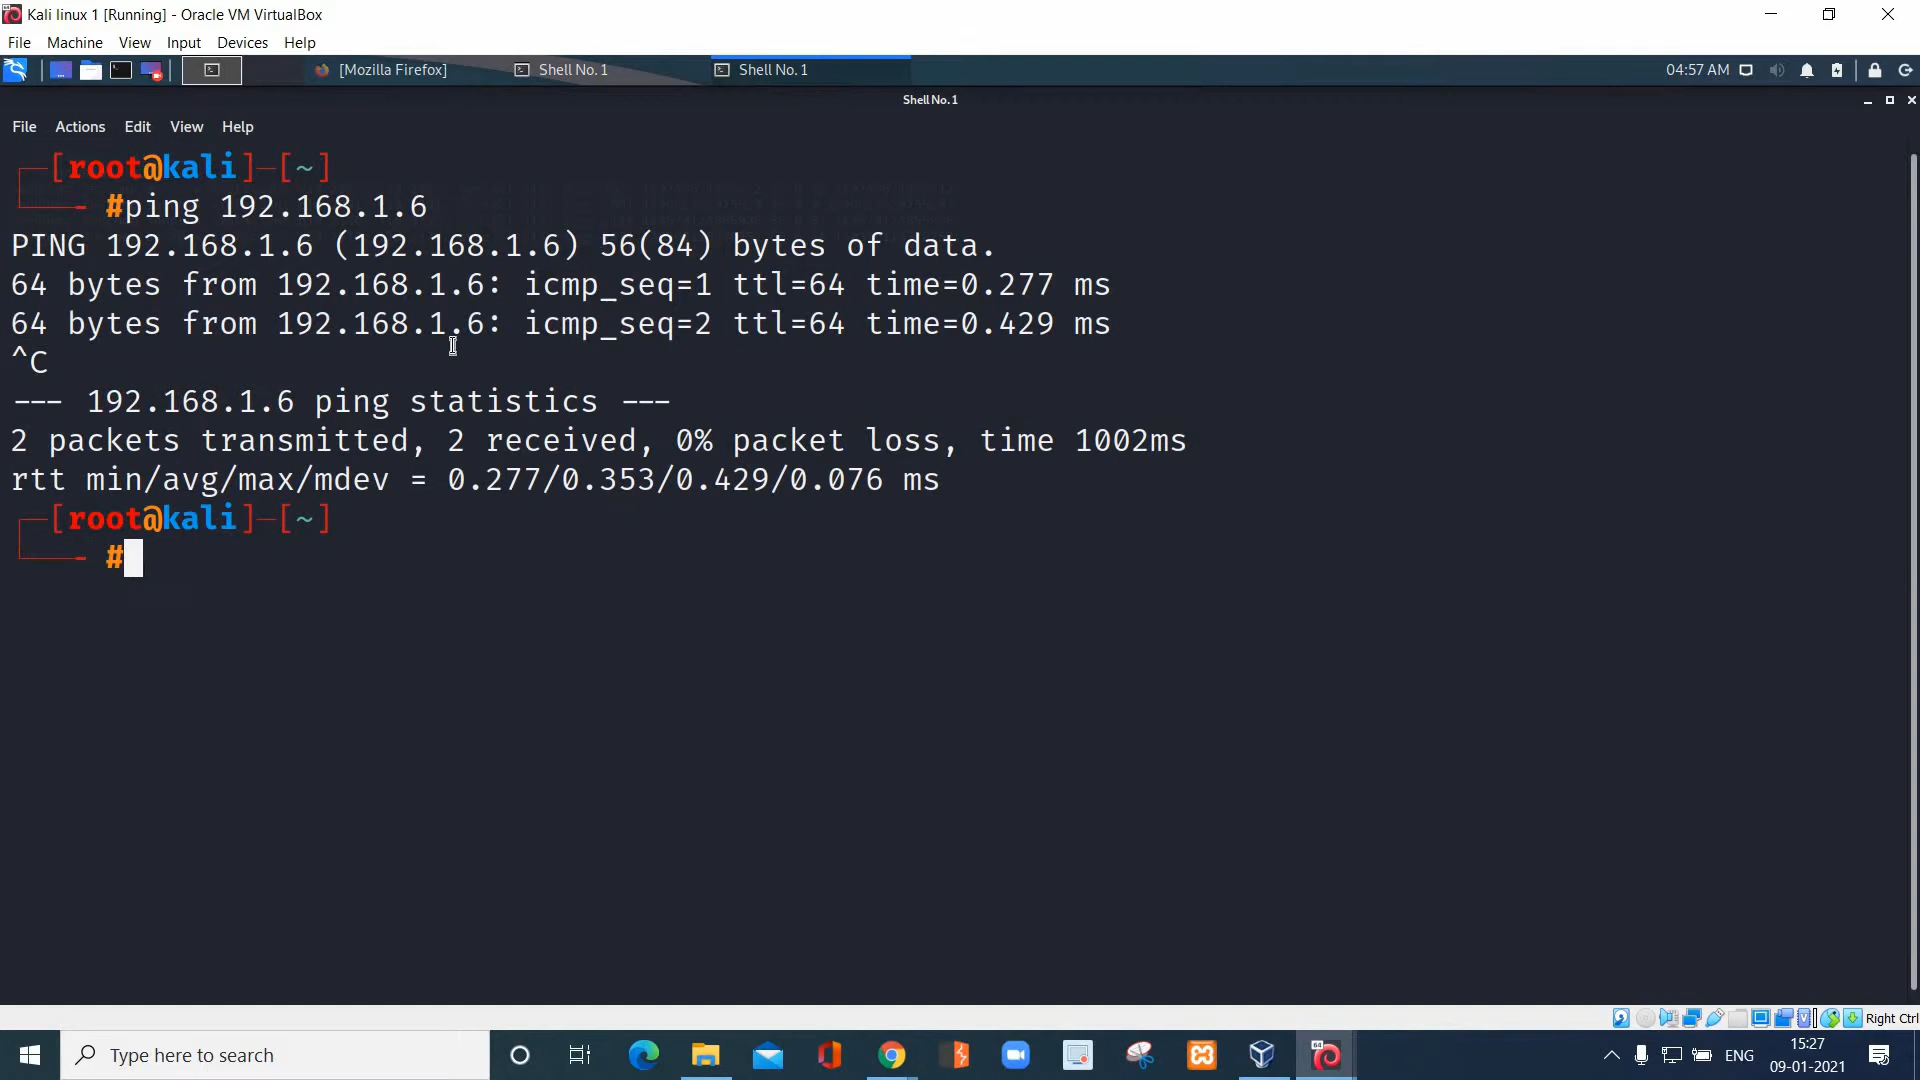 Kali linux 1 [Running] - Oracle VM VirtualBox
File Machine View Input Devices Help
[Mozilla Firefox] Shell No. 1 Shell No. 1 04:57 AM
Shell No. 1
File Actions Edit View Help
[root@kali]-[~]
#ping 192.168.1.6
PING 192.168.1.6 (192.168.1.6) 56(84) bytes of data.
64 bytes from 192.168.1.6: icmp_seq=1 ttl=64 time=0.277 ms
64 bytes from 192.168.1.6: icmp_seq=2 ttl=64 time=0.429 ms
^C
--- 192.168.1.6 ping statistics ---
2 packets transmitted, 2 received, 0% packet loss, time 1002ms
rtt min/avg/max/mdev = 0.277/0.353/0.429/0.076 ms
[root@kali]-[~]
#
Right Ctrl
Type here to search
ENG
15:27
09-01-2021